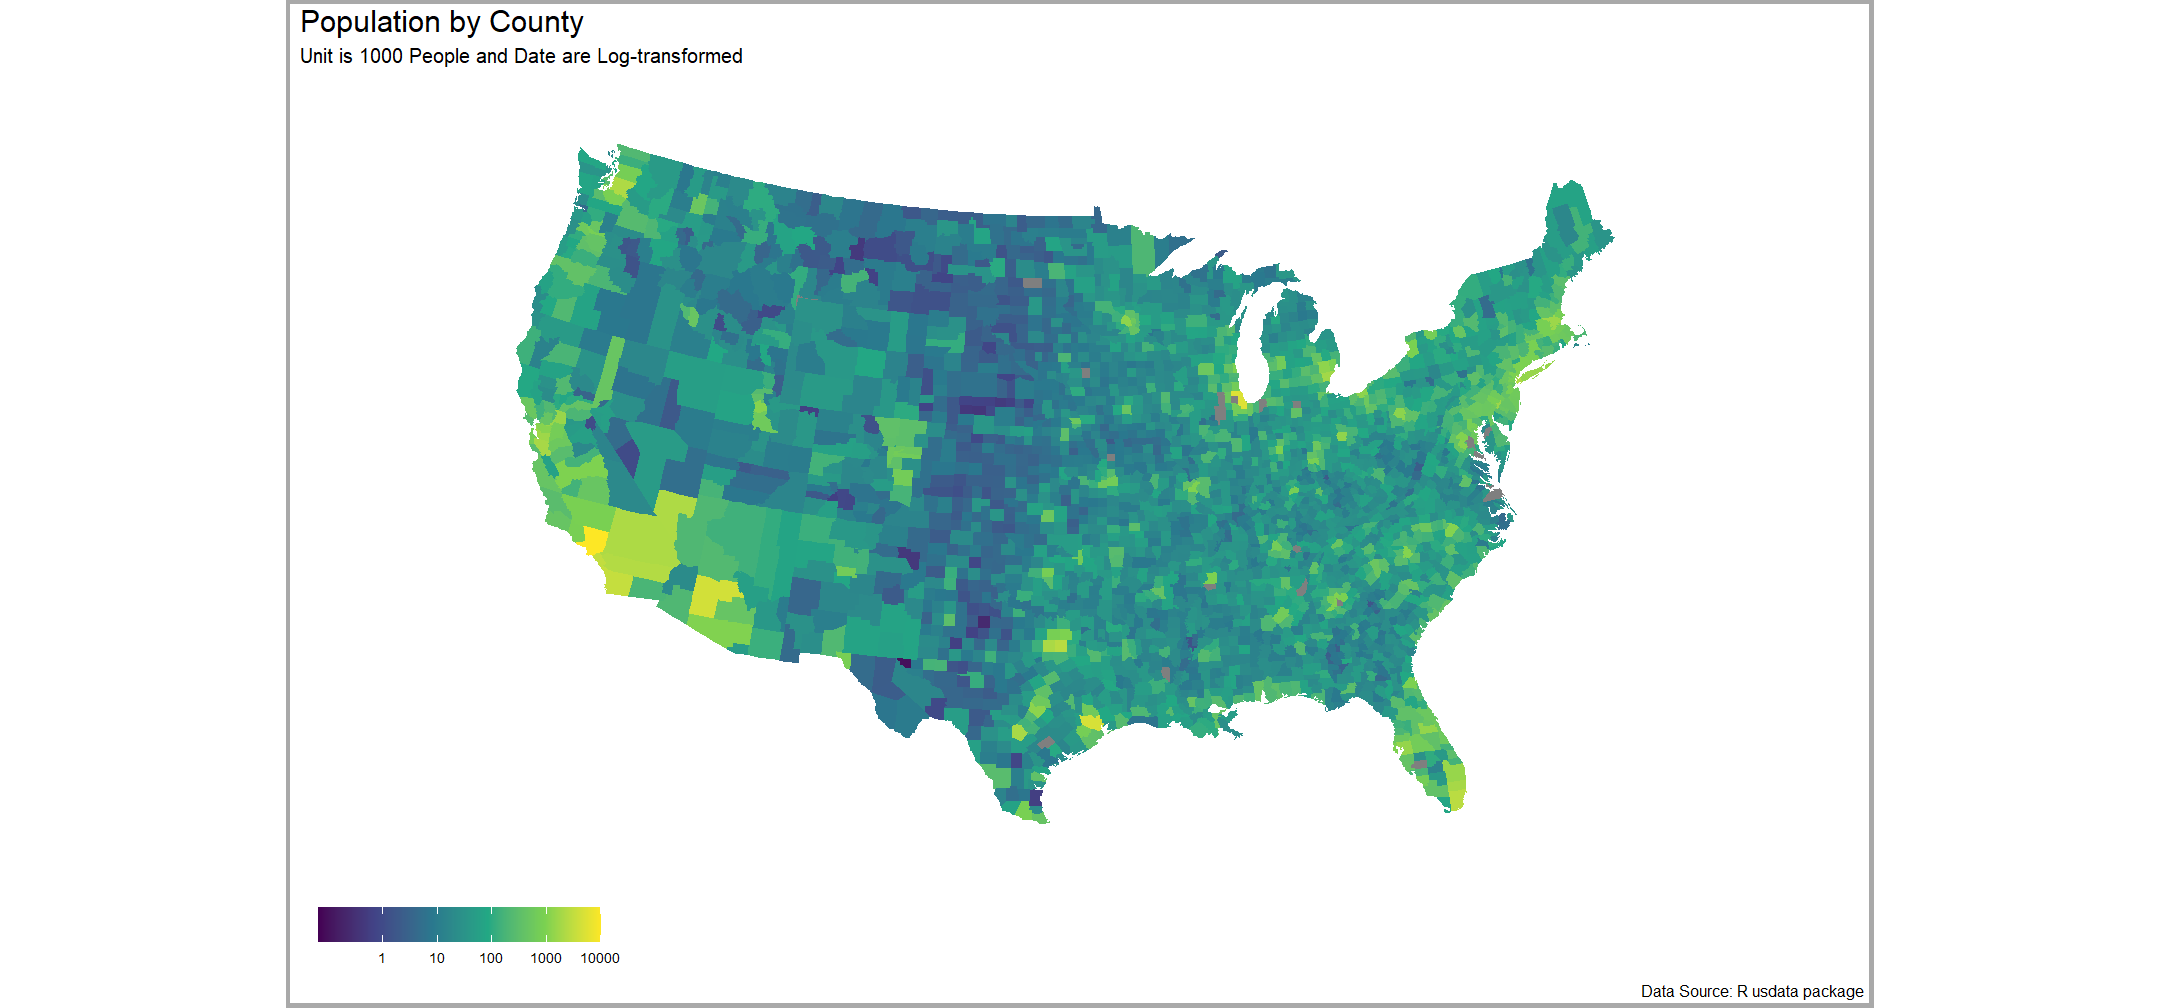 Population by County
Unit is 1000 People and Date are Log-transformed
1 10 100 1000 10000
Data Source: R usdata package